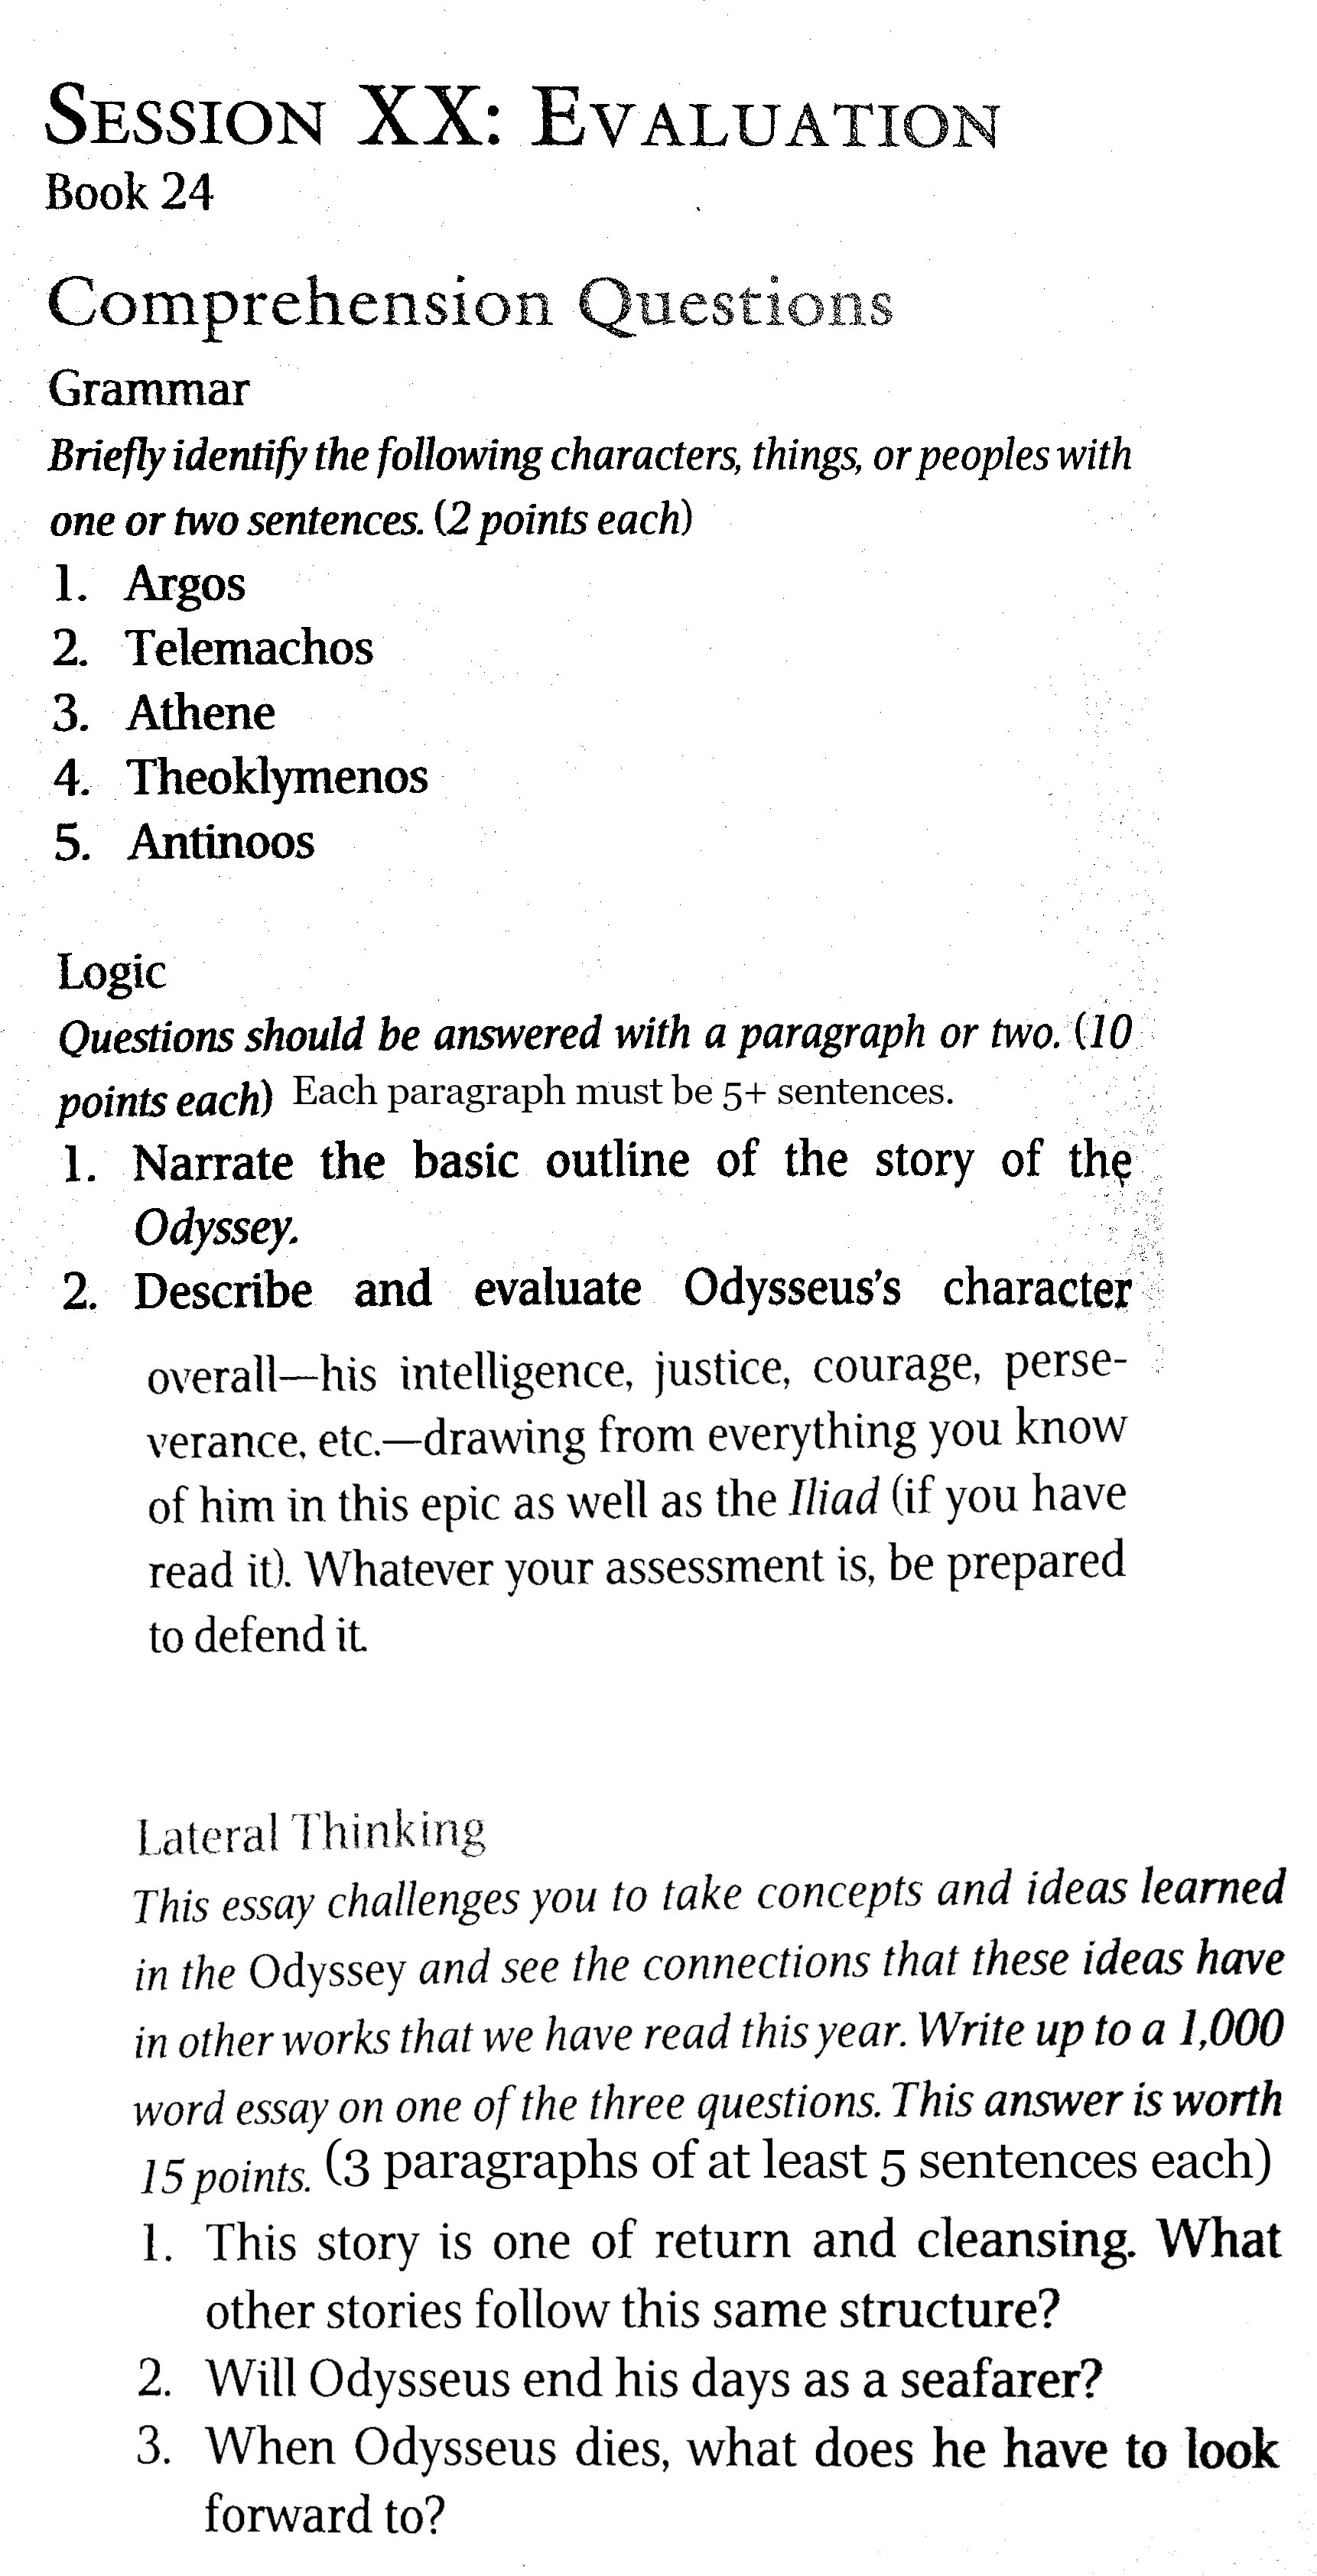 SESSION XX: EVALUATION
Book 24
Comprehension Questions
Grammar
Briefly identify the following characters, things, or peoples with
one or two sentences. (2 points each)
1. Argos
2. Telemachos
3. Athene
4. Theoklymenos
5. Antinoos
Logic
Questions should be answered with a paragraph or two. (10
points each) Each paragraph must be 5+ sentences.
1. Narrate the basic outline of the story of the
Odyssey.
2. Describe and evaluate Odysseus's character
overall—his intelligence, justice, courage, perse-
verance, etc.—drawing from everything you know
of him in this epic as well as the Iliad (if you have
read it). Whatever your assessment is, be prepared
to defend it.
Lateral Thinking
This essay challenges you to take concepts and ideas learned
in the Odyssey and see the connections that these ideas have
in other works that we have read this year. Write up to a 1,000
word essay on one of the three questions. This answer is worth
15 points. (3 paragraphs of at least 5 sentences each)
1. This story is one of return and cleansing. What
other stories follow this same structure?
2. Will Odysseus end his days as a seafarer?
3. When Odysseus dies, what does he have to look
forward to?